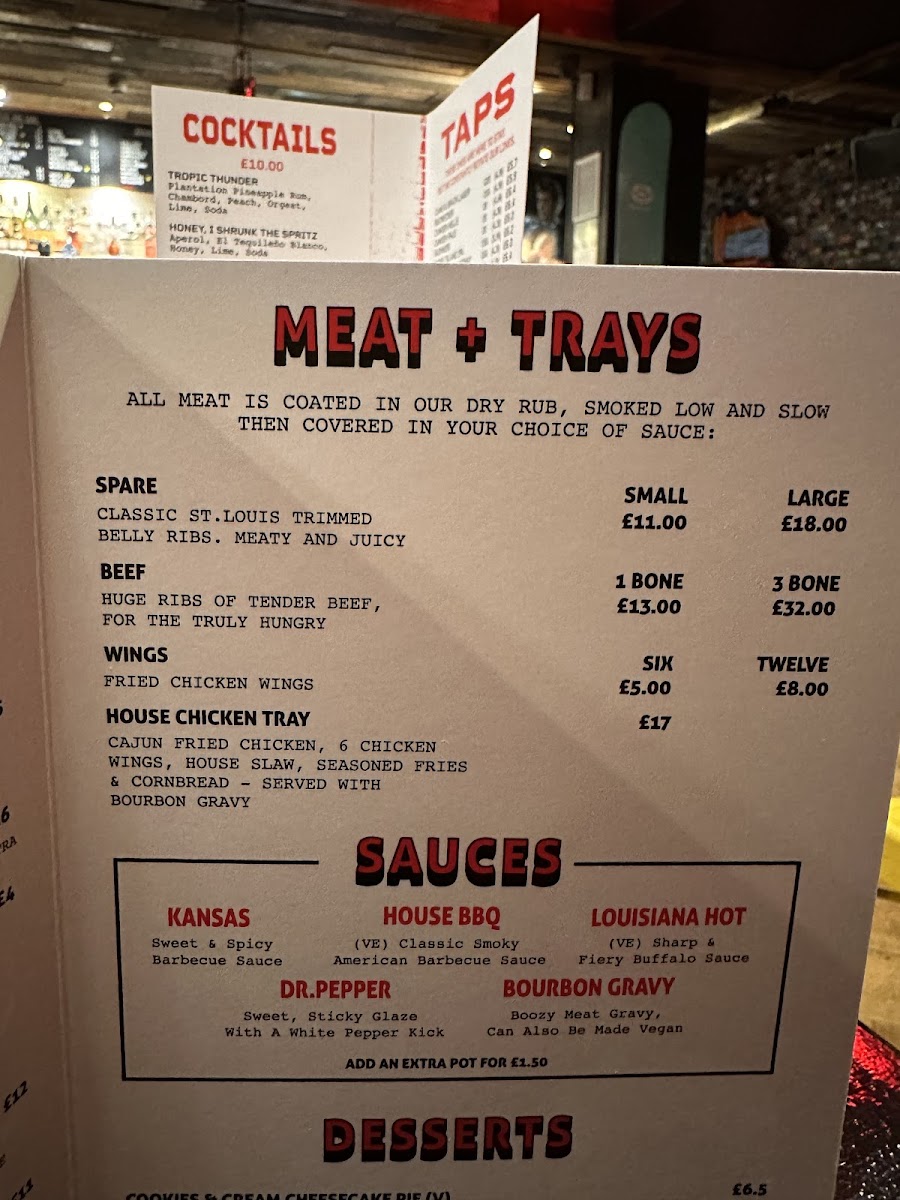 COCKTAILS
£10.00
TROPIC THUNDER
Plantation Pineapple Rum,
Chambord, Peach, Orgeat,
Lime, Soda
HONEY, I SHRUNK THE SPRITZ
Aperol, El Tequileño Blanco,
Honey, Lime, Soda
TAPS
MEAT + TRAYS
ALL MEAT IS COATED IN OUR DRY RUB, SMOKED LOW AND SLOW
THEN COVERED IN YOUR CHOICE OF SAUCE:
SPARE
SMALL LARGE
CLASSIC ST.LOUIS TRIMMED £11.00 £18.00
BELLY RIBS. MEATY AND JUICY
BEEF 1 BONE 3 BONE
HUGE RIBS OF TENDER BEEF, £13.00 £32.00
FOR THE TRULY HUNGRY
WINGS SIX TWELVE
FRIED CHICKEN WINGS £5.00 £8.00
HOUSE CHICKEN TRAY £17
CAJUN FRIED CHICKEN, 6 CHICKEN
WINGS, HOUSE SLAW, SEASONED FRIES
& CORNBREAD – SERVED WITH
BOURBON GRAVY
SAUCES
KANSAS HOUSE BBQ LOUISIANA HOT
Sweet & Spicy (VE) Classic Smoky (VE) Sharp &
Barbecue Sauce American Barbecue Sauce Fiery Buffalo Sauce
DR.PEPPER BOURBON GRAVY
Sweet, Sticky Glaze Boozy Meat Gravy,
With A White Pepper Kick Can Also Be Made Vegan
ADD AN EXTRA POT FOR £1.50
DESSERTS
COOKIES & CREAM CHEESECAKE PIE (V) £6.5
£4
£12